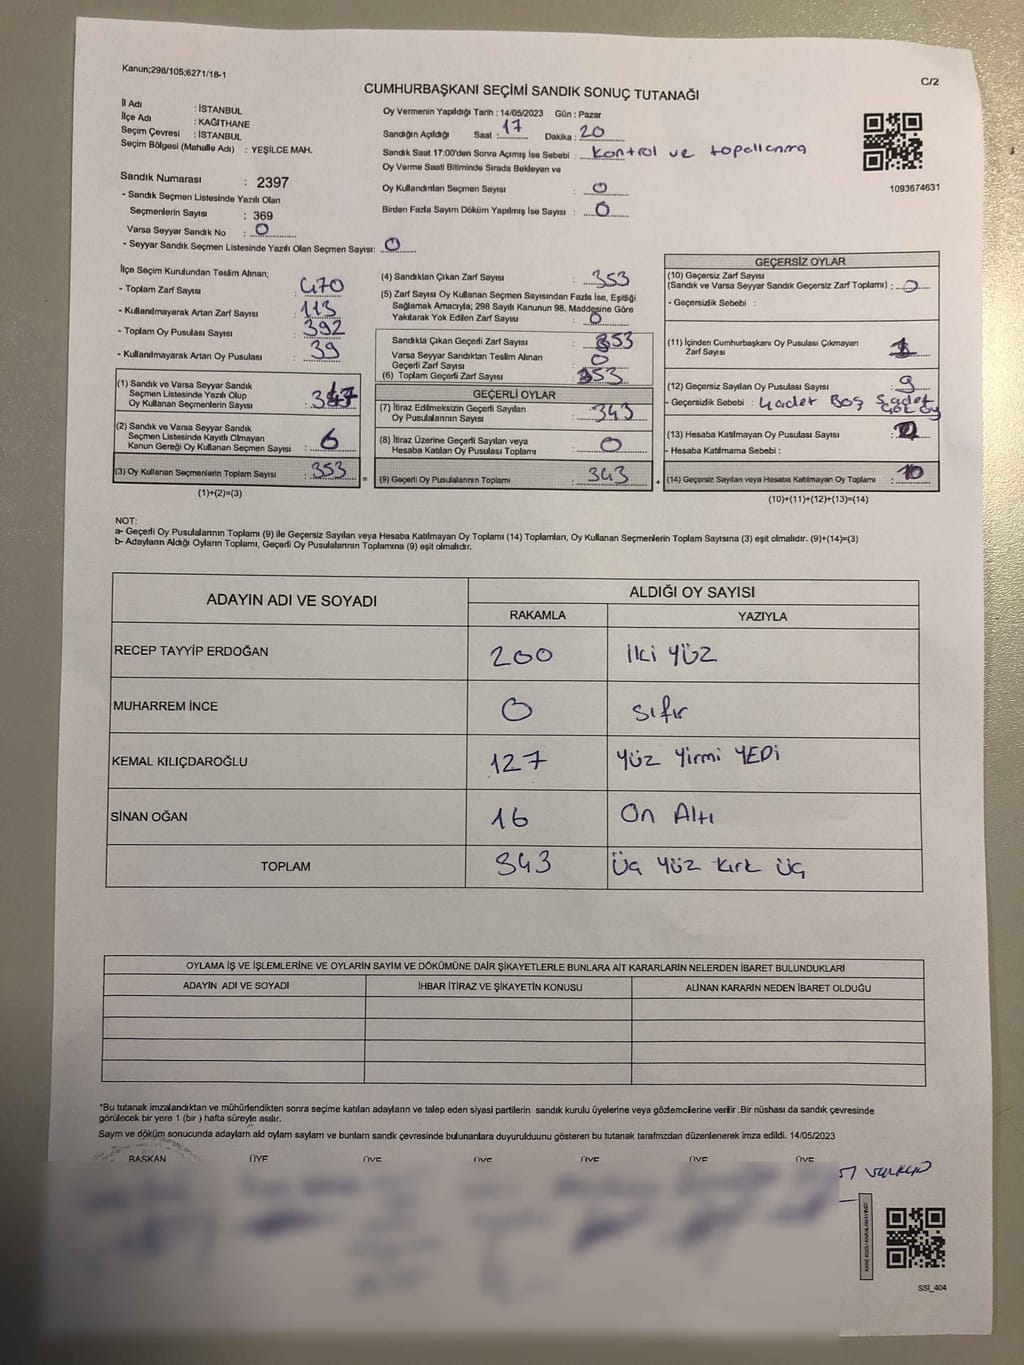 Kanun;298/105;6271/18-1
C/2
CUMHURBAŞKANI SEÇİMİ SANDIK SONUÇ TUTANAĞI
İl Adı : İSTANBUL
İlçe Adı : KAĞITHANE
Seçim Çevresi : İSTANBUL
Seçim Bölgesi (Mahalle Adı) : YEŞİLCE MAH.
Oy Vermenin Yapıldığı Tarih : 14/05/2023 Gün : Pazar
Sandığın Açıldığı Saat : 17 Dakika : 20
Sandık Saat 17:00'den Sonra Açmış İse Sebebi : Kontrol ve topallanma
Oy Verme Saati Bitiminde Sırada Bekleyen ve
Oy Kullandırılan Seçmen Sayısı : 0
Birden Fazla Sayım Döküm Yapılmış İse Sayısı : 0
1093674631
Sandık Numarası : 2397
- Sandık Seçmen Listesinde Yazılı Olan
Seçmenlerin Sayısı : 369
Varsa Seyyar Sandık No : 0
- Seyyar Sandık Seçmen Listesinde Yazılı Olan Seçmen Sayısı: 0
İlçe Seçim Kurulundan Teslim Alınan;
- Toplam Zarf Sayısı : 470
- Kullanılmayarak Artan Zarf Sayısı : 113
- Toplam Oy Pusulası Sayısı : 392
- Kullanılmayarak Artan Oy Pusulası : 39
(1) Sandık ve Varsa Seyyar Sandık
Seçmen Listesinde Yazılı Olup
Oy Kullanan Seçmenlerin Sayısı : 347
(2) Sandık ve Varsa Seyyar Sandık
Seçmen Listesinde Kayıtlı Olmayan
Kanun Gereği Oy Kullanan Seçmen Sayısı : 6
(3) Oy Kullanan Seçmenlerin Toplam Sayısı : 353
(1)+(2)=(3)
(4) Sandıktan Çıkan Zarf Sayısı : 353
(5) Zarf Sayısı Oy Kullanan Seçmen Sayısından Fazla İse, Eşitliği
Sağlamak Amacıyla; 298 Sayılı Kanunun 98. Maddesine Göre
Yakılarak Yok Edilen Zarf Sayısı : 0
Sandıkla Çıkan Geçerli Zarf Sayısı : 353
Varsa Seyyar Sandıktan Teslim Alınan
Geçerli Zarf Sayısı : 0
(6) Toplam Geçerli Zarf Sayısı : 353
GEÇERLİ OYLAR
(7) İtiraz Edilmeksizin Geçerli Sayılan
Oy Pusulalarının Sayısı : 343
(8) İtiraz Üzerine Geçerli Sayılan veya
Hesaba Katılan Oy Pusulası Toplamı : 0
= (9) Geçerli Oy Pusulalarının Toplamı : 343 +
GEÇERSİZ OYLAR
(10) Geçersiz Zarf Sayısı
(Sandık ve Varsa Seyyar Sandık Geçersiz Zarf Toplamı) : 0
- Geçersizlik Sebebi :
(11) İçinden Cumhurbaşkanı Oy Pusulası Çıkmayan
Zarf Sayısı : 1
(12) Geçersiz Sayılan Oy Pusulası Sayısı : 9
- Geçersizlik Sebebi : 4 adet Boş 5 adet
(13) Hesaba Katılmayan Oy Pusulası Sayısı :
- Hesaba Katılmama Sebebi :
(14) Geçersiz Sayılan veya Hesaba Katılmayan Oy Toplamı : 10
(10)+(11)+(12)+(13)=(14)
NOT:
a- Geçerli Oy Pusulalarının Toplamı (9) ile Geçersiz Sayılan veya Hesaba Katılmayan Oy Toplamı (14) Toplamları, Oy Kullanan Seçmenlerin Toplam Sayısına (3) eşit olmalıdır. (9)+(14)=(3)
b- Adayların Aldığı Oyların Toplamı, Geçerli Oy Pusulalarının Toplamına (9) eşit olmalıdır.
ADAYIN ADI VE SOYADI
ALDIĞI OY SAYISI
RAKAMLA YAZIYLA
RECEP TAYYİP ERDOĞAN 200 İki YÜZ
MUHARREM İNCE 0 Sıfır
KEMAL KILIÇDAROĞLU 127 YÜZ Yirmi YEDİ
SİNAN OĞAN 16 On Altı
TOPLAM 343 Üç YÜZ kırk üç
OYLAMA İŞ VE İŞLEMLERİNE VE OYLARIN SAYIM VE DÖKÜMÜNE DAİR ŞİKAYETLERLE BUNLARA AİT KARARLARIN NELERDEN İBARET BULUNDUKLARI
ADAYIN ADI VE SOYADI İHBAR İTİRAZ VE ŞİKAYETİN KONUSU ALINAN KARARIN NEDEN İBARET OLDUĞU
*Bu tutanak imzalandıktan ve mühürlendikten sonra seçime katılan adayların ve talep eden siyasi partilerin sandık kurulu üyelerine veya gözlemcilerine verilir .Bir nüshası da sandık çevresinde
görülecek bir yere 1 (bir ) hafta süreyle asılır.
Sayım ve döküm sonucunda adayların ald oyların sayların ve bunların sandk çevresinde bulunanlara duyurulduunu gösteren bu tutanak tarafmzdan düzenlenerek imza edildi. 14/05/2023
BAŞKAN ÜYE ÜYE ÜYE ÜYE ÜYE ÜYE
SSI_404